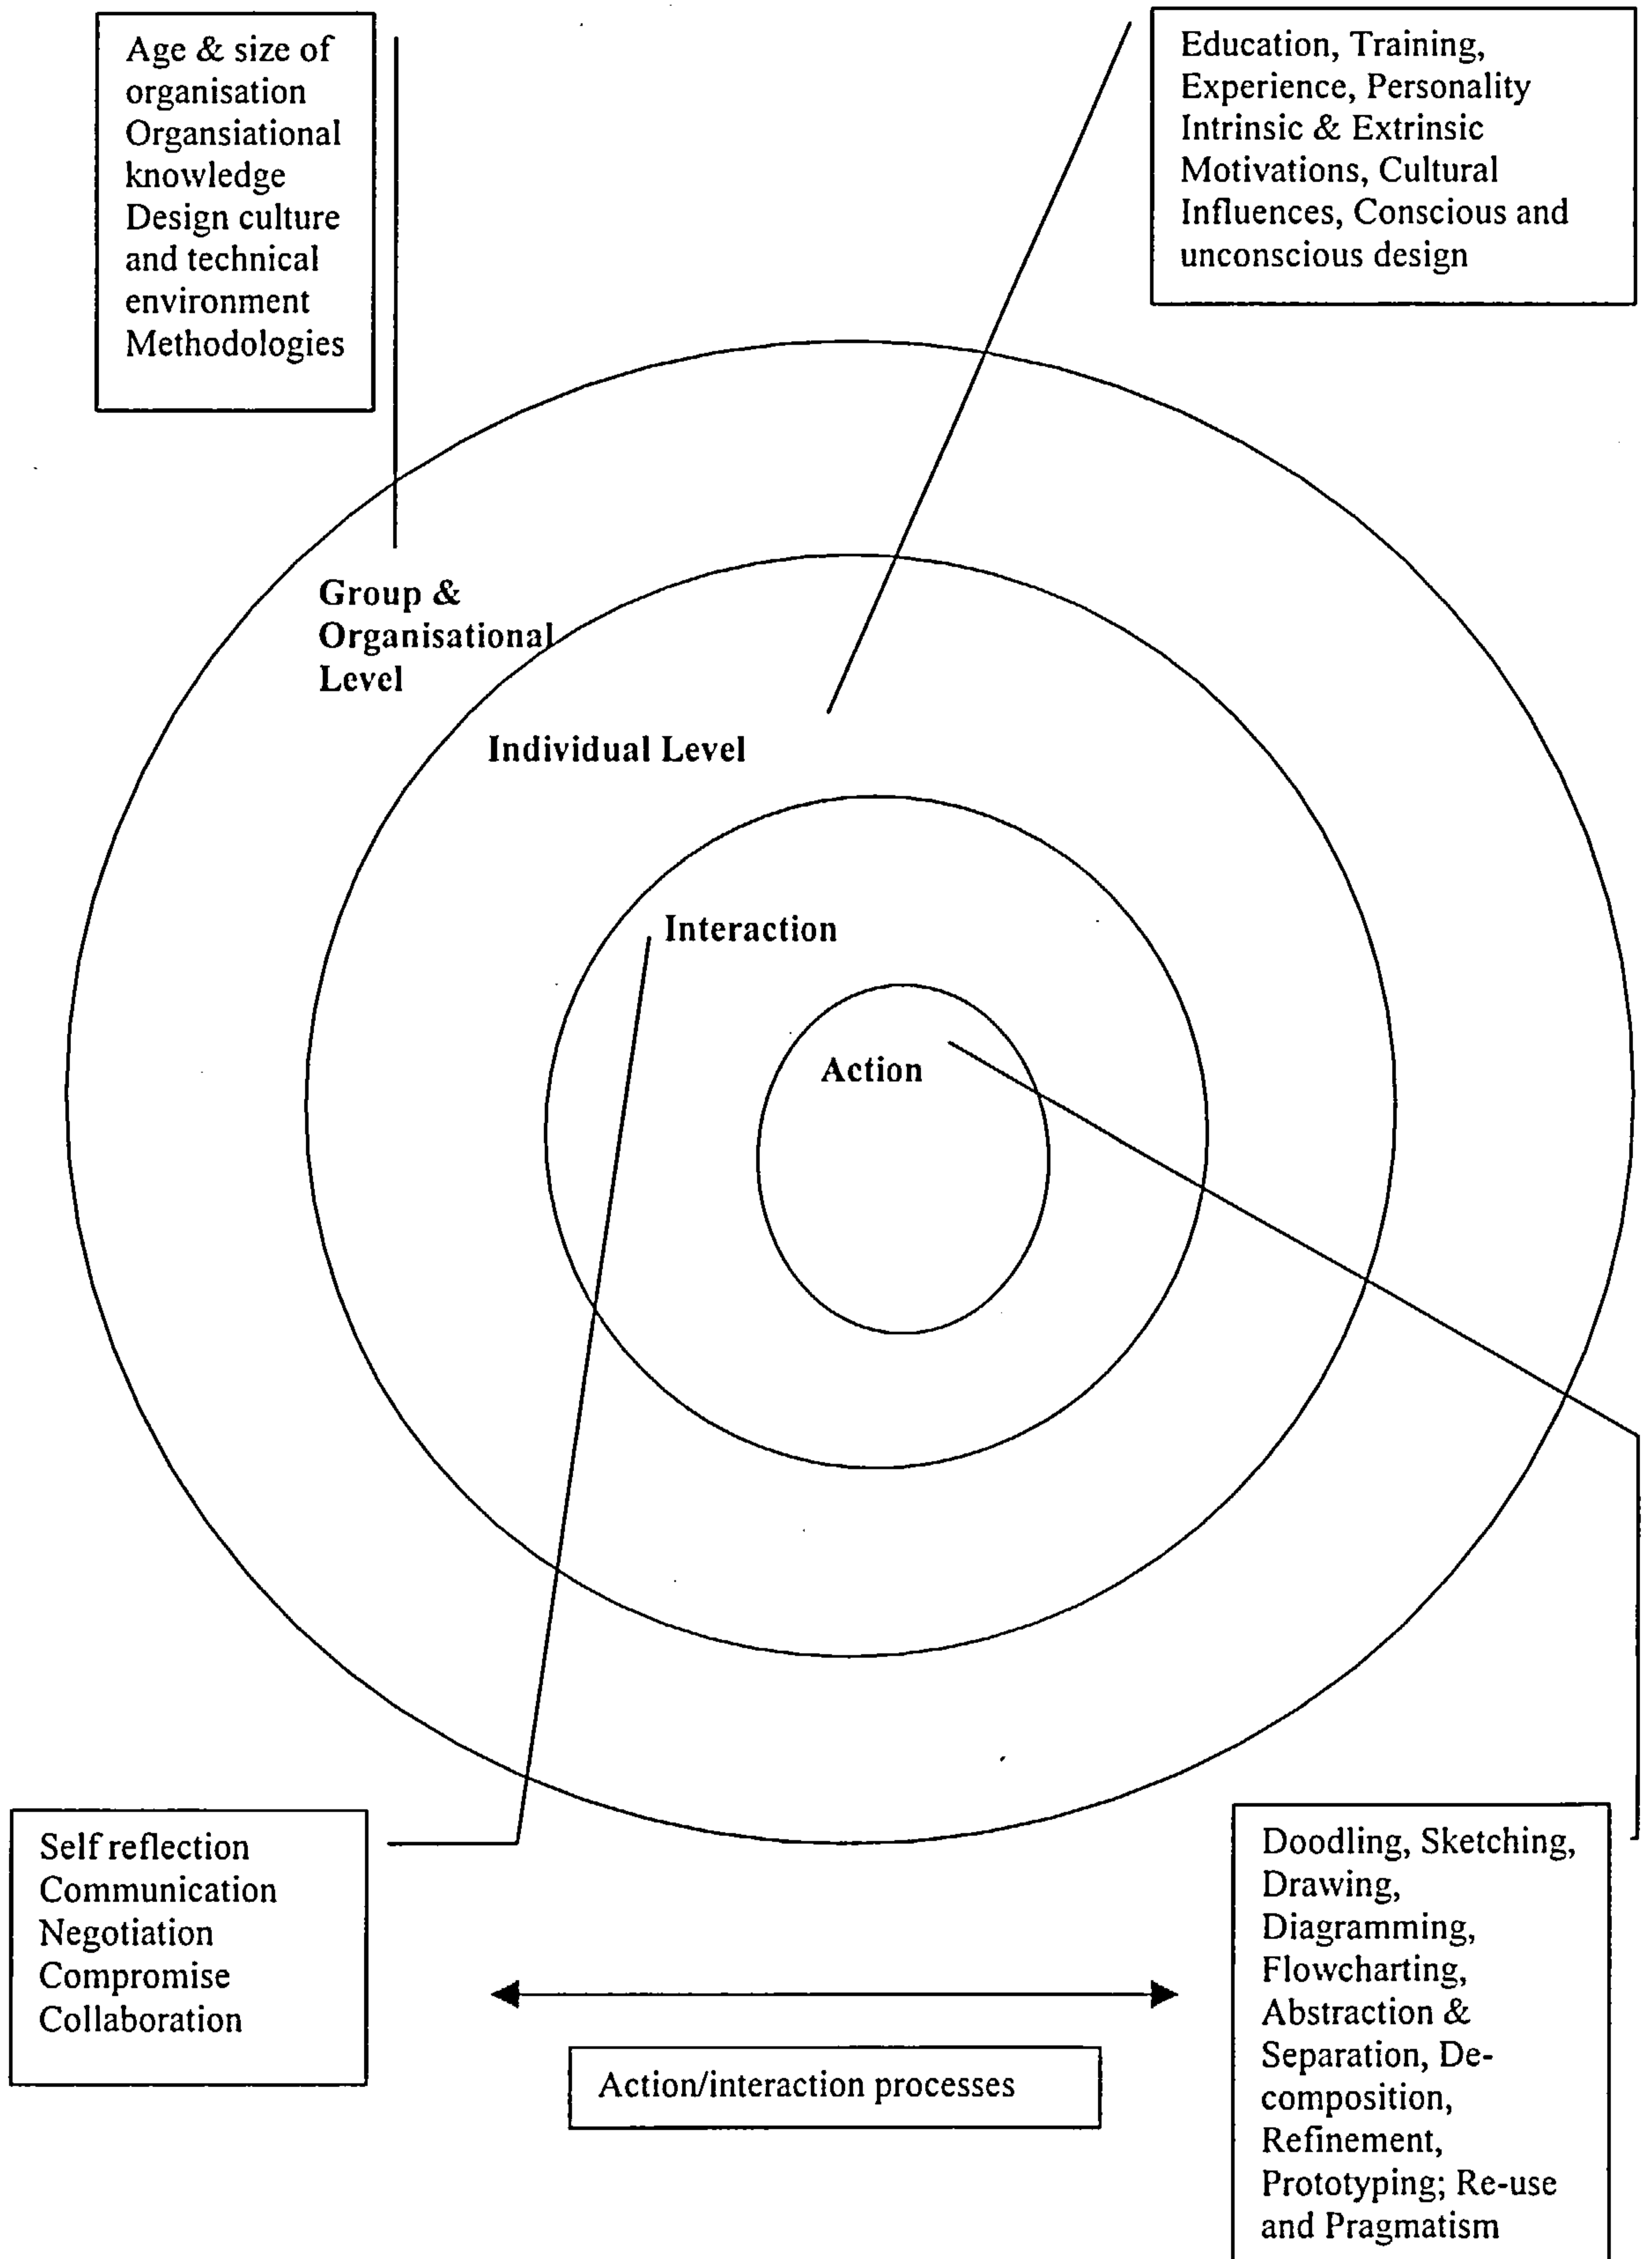 Age & size of
organisation
Organsiational
knowledge
Design culture
and technical
environment
Methodologies
Education, Training,
Experience, Personality
Intrinsic & Extrinsic
Motivations, Cultural
Influences, Conscious and
unconscious design
Group &
Organisational
Level
Individual Level
Interaction
Action
Self reflection
Communication
Negotiation
Compromise
Collaboration
Action/interaction processes
Doodling, Sketching,
Drawing,
Diagramming,
Flowcharting,
Abstraction &
Separation, De-
composition,
Refinement,
Prototyping; Re-use
and Pragmatism